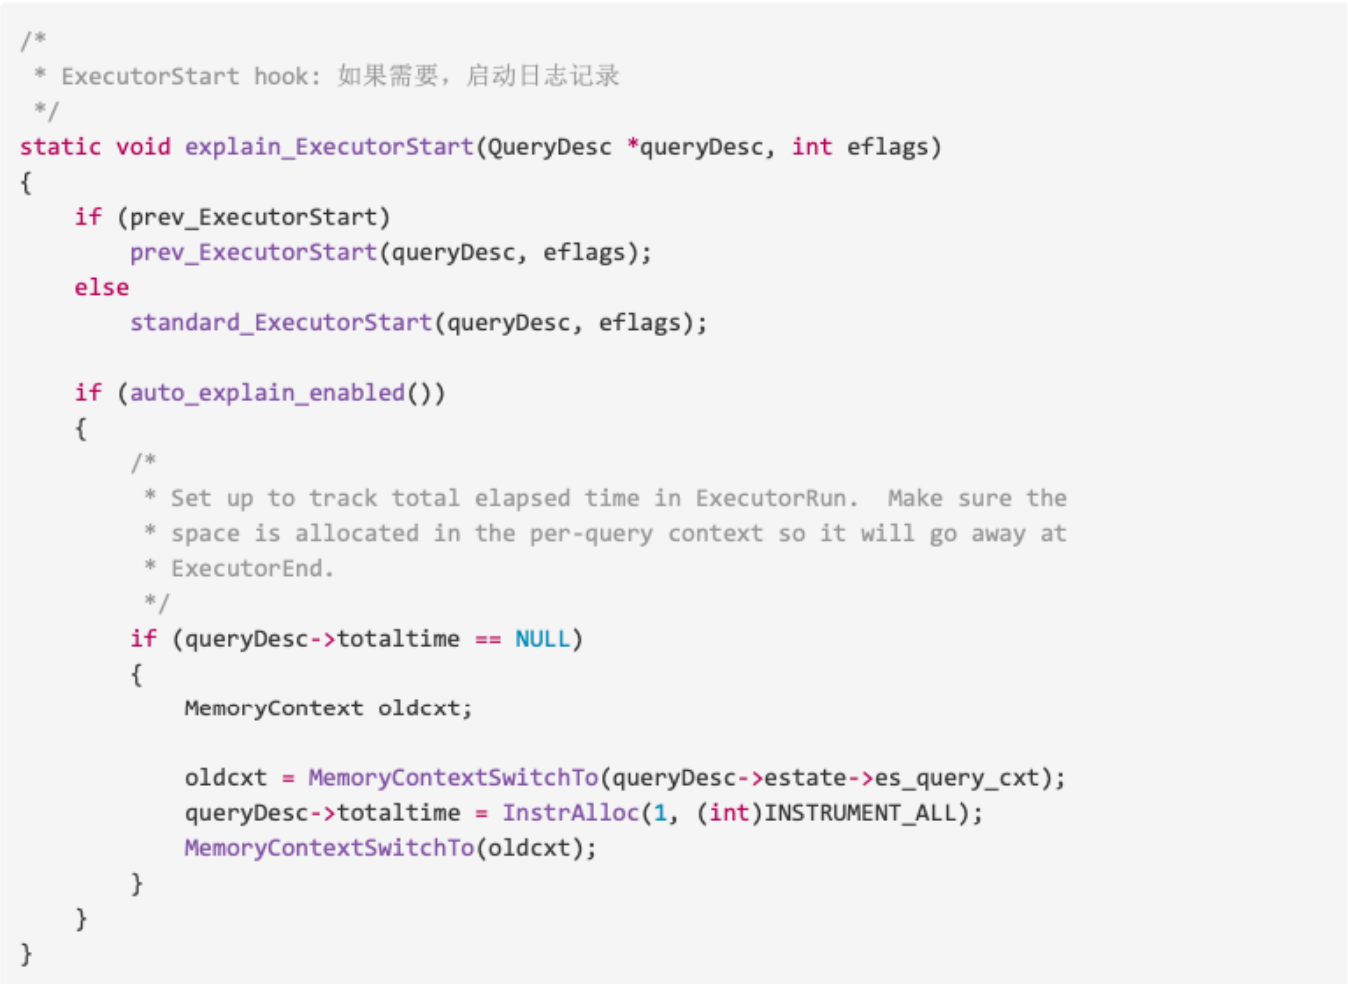 /*
 * ExecutorStart hook: 如果需要，启动日志记录
 */
static void explain_ExecutorStart(QueryDesc *queryDesc, int eflags)
{
    if (prev_ExecutorStart)
        prev_ExecutorStart(queryDesc, eflags);
    else
        standard_ExecutorStart(queryDesc, eflags);

    if (auto_explain_enabled())
    {
        /*
         * Set up to track total elapsed time in ExecutorRun.  Make sure the
         * space is allocated in the per-query context so it will go away at
         * ExecutorEnd.
         */
        if (queryDesc->totaltime == NULL)
        {
            MemoryContext oldcxt;

            oldcxt = MemoryContextSwitchTo(queryDesc->estate->es_query_cxt);
            queryDesc->totaltime = InstrAlloc(1, (int)INSTRUMENT_ALL);
            MemoryContextSwitchTo(oldcxt);
        }
    }
}